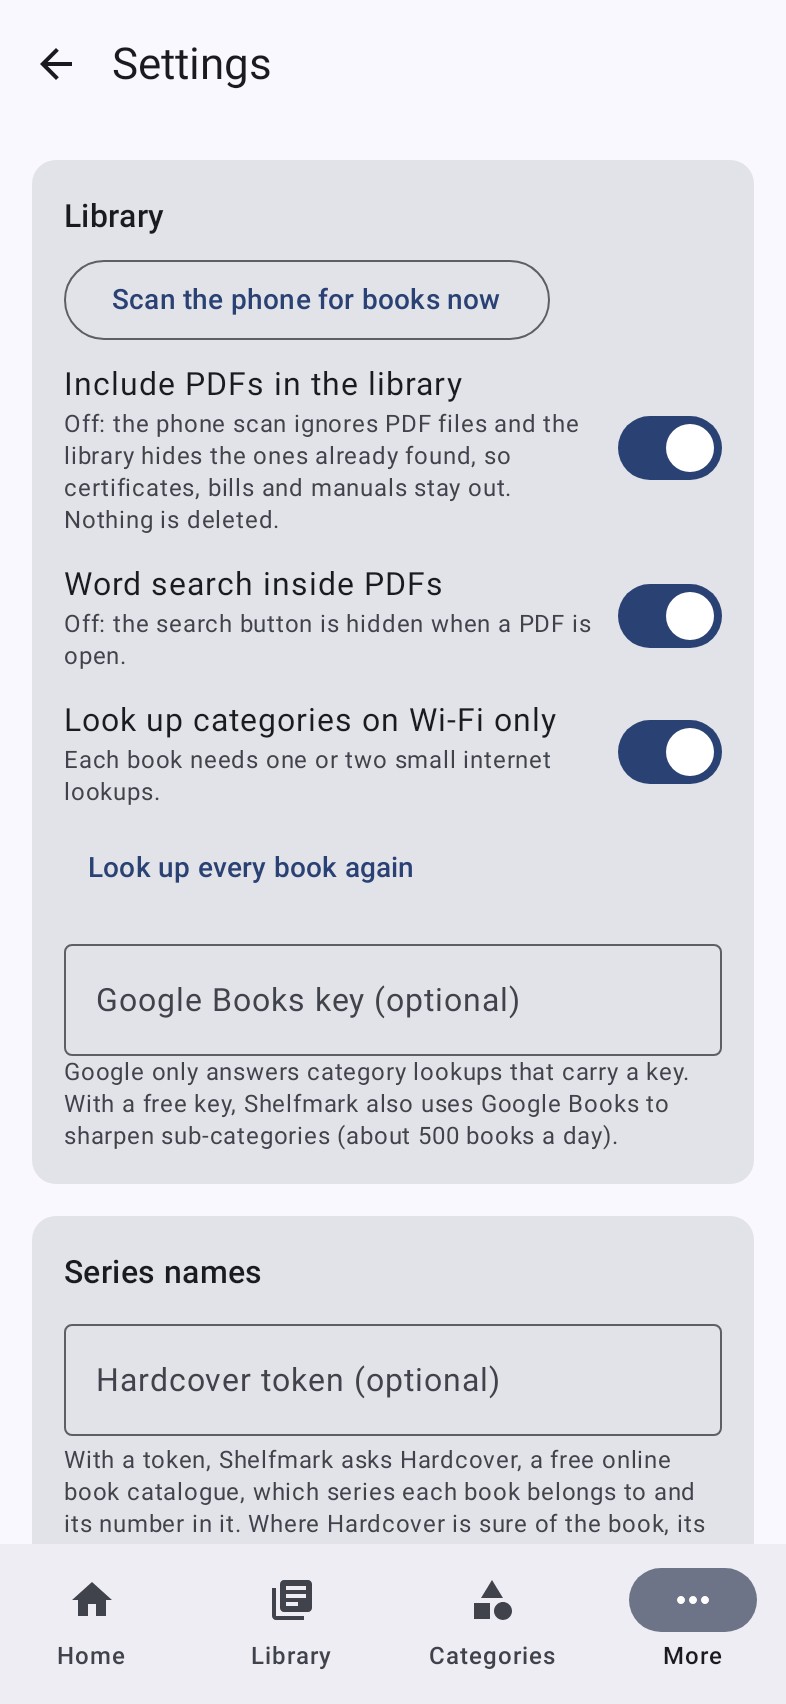 Settings
Library
Scan the phone for books now
Include PDFs in the library
Off: the phone scan ignores PDF files and the
library hides the ones already found, so
certificates, bills and manuals stay out.
Nothing is deleted.
Word search inside PDFs
Off: the search button is hidden when a PDF is
open.
Look up categories on Wi-Fi only
Each book needs one or two small internet
lookups.
Look up every book again
Google Books key (optional)
Google only answers category lookups that carry a key.
With a free key, Shelfmark also uses Google Books to
sharpen sub-categories (about 500 books a day).
Series names
Hardcover token (optional)
With a token, Shelfmark asks Hardcover, a free online
book catalogue, which series each book belongs to and
its number in it. Where Hardcover is sure of the book, its
Home
Library
Categories
More